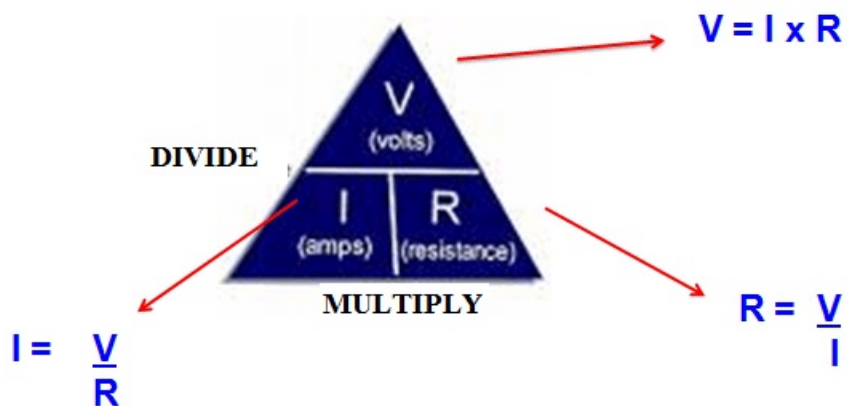 V = I x R
V
(volts)
DIVIDE
I R
(amps) (resistance)
MULTIPLY
I = V
R
R = V
I